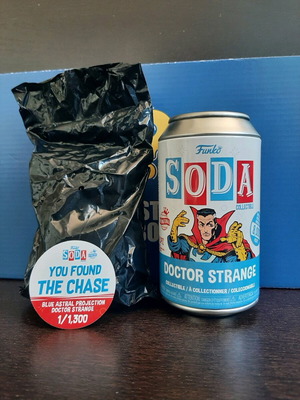 SODA
YOU FOUND
THE CHASE
BLUE ASTRAL PROJECTION
DOCTOR STRANGE
1/1,300
Funko
SODA
COLLECTIBLE
DOCTOR STRANGE
COLLECTIBLE / À COLLECTIONNER / COLECCIONABLE